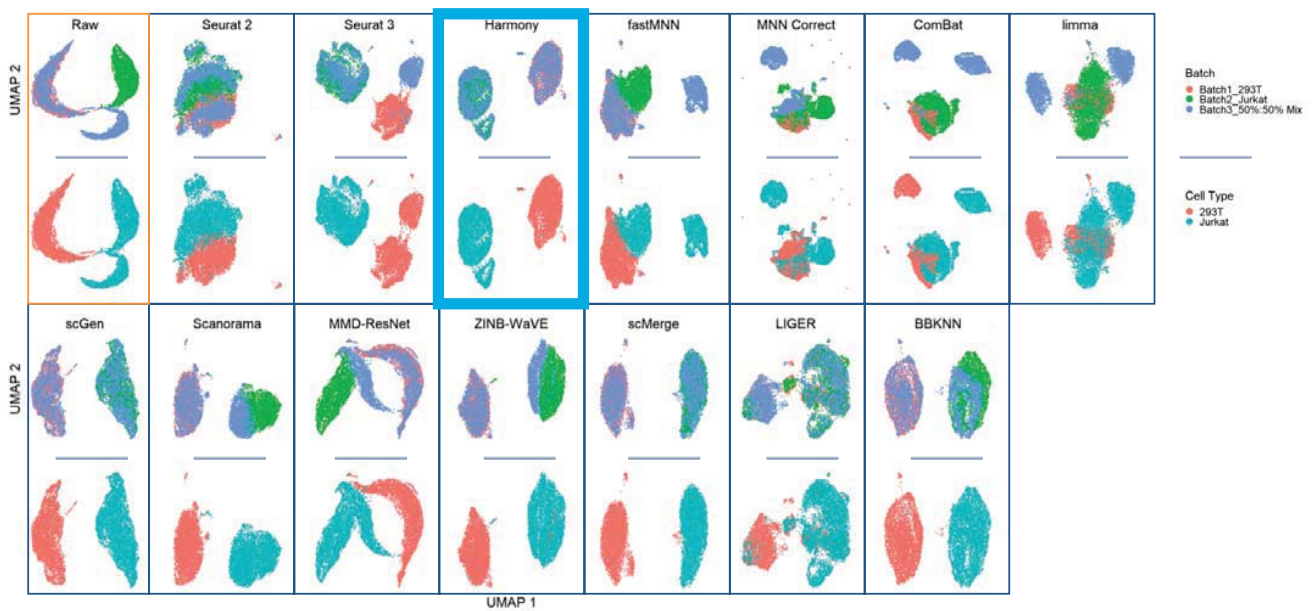 Raw
Seurat 2
Seurat 3
Harmony
fastMNN
MNN Correct
ComBat
limma
UMAP 2
Batch
Batch1_293T
Batch2_Jurkat
Batch3_50%:50% Mix
Cell Type
293T
Jurkat
scGen
Scanorama
MMD-ResNet
ZINB-WaVE
scMerge
LIGER
BBKNN
UMAP 2
UMAP 1